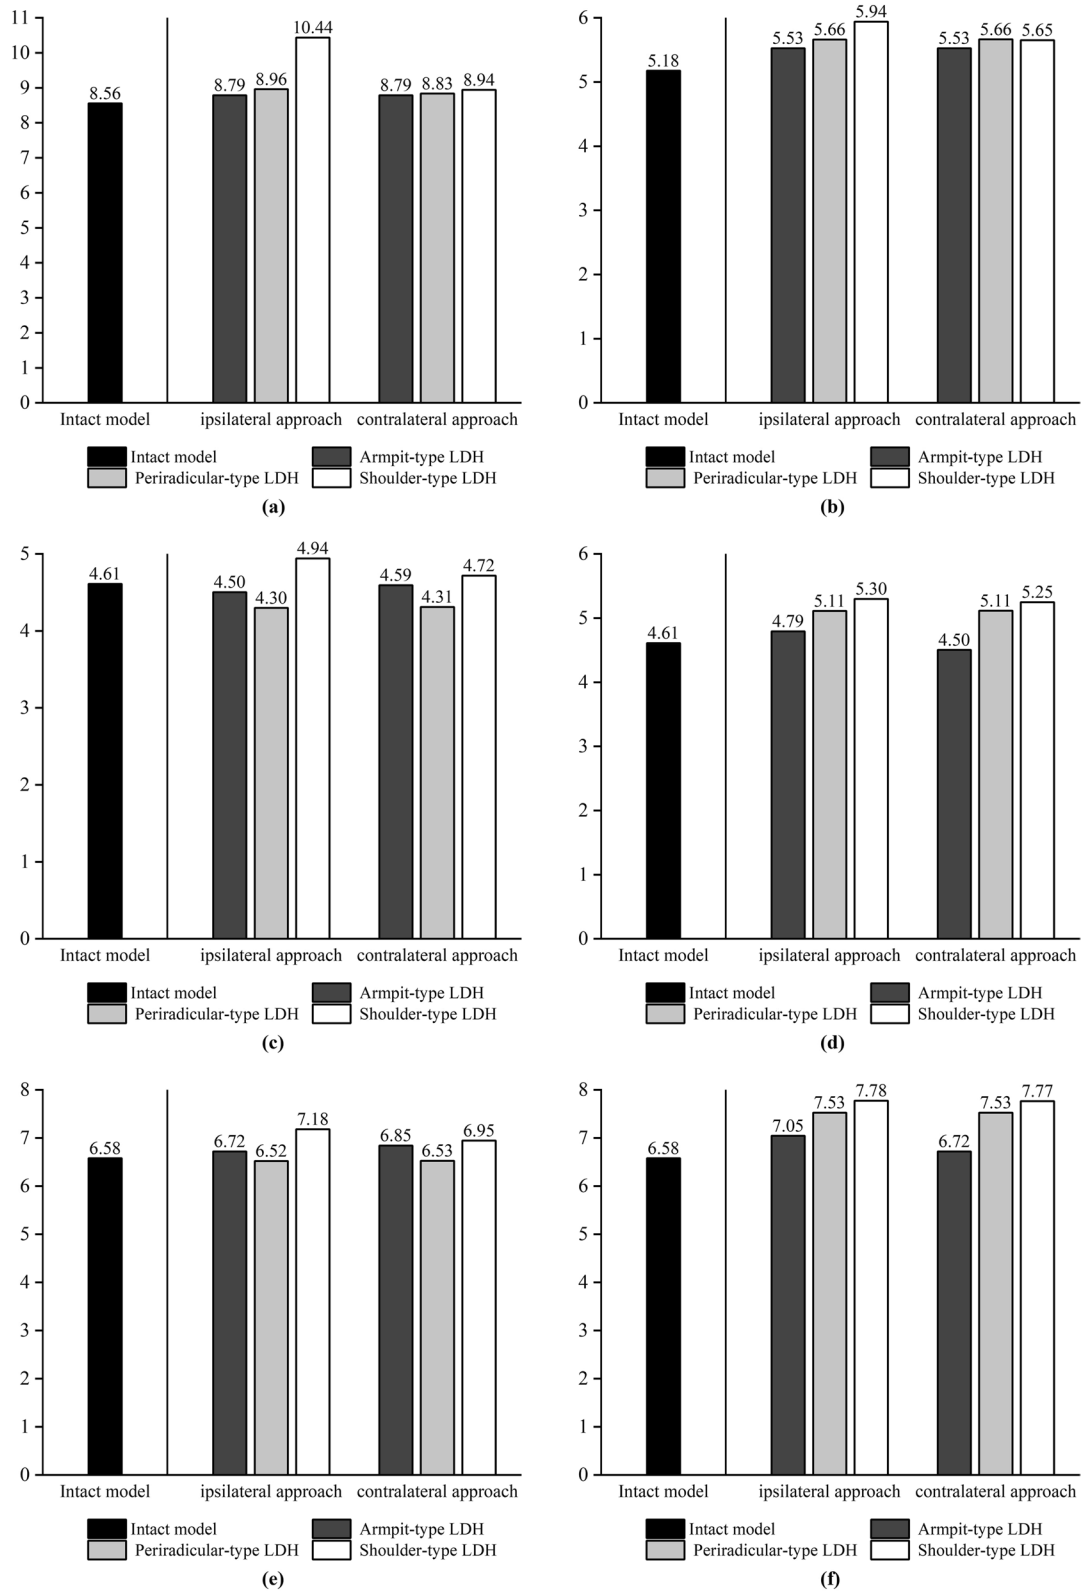 11
10
9
8
7
6
5
4
3
2
1
0
8.56
8.79
8.96
10.44
8.79
8.83
8.94
Intact model
ipsilateral approach
contralateral approach
Intact model
Armpit-type LDH
Periradicular-type LDH
Shoulder-type LDH
(a)
6
5
4
3
2
1
0
5.18
5.53
5.66
5.94
5.53
5.66
5.65
Intact model
ipsilateral approach
contralateral approach
Intact model
Armpit-type LDH
Periradicular-type LDH
Shoulder-type LDH
(b)
5
4
3
2
1
0
4.61
4.50
4.30
4.94
4.59
4.31
4.72
Intact model
ipsilateral approach
contralateral approach
Intact model
Armpit-type LDH
Periradicular-type LDH
Shoulder-type LDH
(c)
6
5
4
3
2
1
0
4.61
4.79
5.11
5.30
4.50
5.11
5.25
Intact model
ipsilateral approach
contralateral approach
Intact model
Armpit-type LDH
Periradicular-type LDH
Shoulder-type LDH
(d)
8
7
6
5
4
3
2
1
0
6.58
6.72
6.52
7.18
6.85
6.53
6.95
Intact model
ipsilateral approach
contralateral approach
Intact model
Armpit-type LDH
Periradicular-type LDH
Shoulder-type LDH
(e)
8
7
6
5
4
3
2
1
0
6.58
7.05
7.53
7.78
6.72
7.53
7.77
Intact model
ipsilateral approach
contralateral approach
Intact model
Armpit-type LDH
Periradicular-type LDH
Shoulder-type LDH
(f)